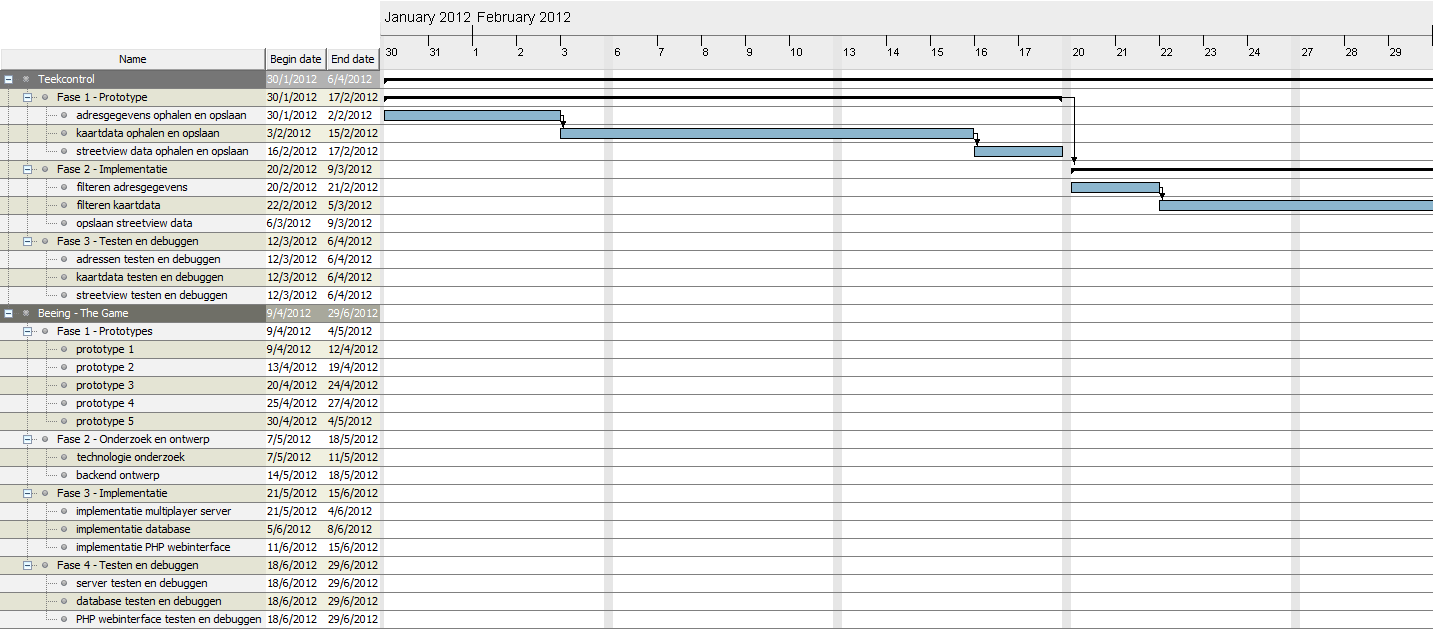 January 2012 February 2012
30 31 1 2 3 6 7 8 9 10 13 14 15 16 17 20 21 22 23 24 27 28 29
Name Begin date End date
Teekcontrol 30/1/2012 6/4/2012
Fase 1 - Prototype 30/1/2012 17/2/2012
adresgegevens ophalen en opslaan 30/1/2012 2/2/2012
kaartdata ophalen en opslaan 3/2/2012 15/2/2012
streetview data ophalen en opslaan 16/2/2012 17/2/2012
Fase 2 - Implementatie 20/2/2012 9/3/2012
filteren adresgegevens 20/2/2012 21/2/2012
filteren kaartdata 22/2/2012 5/3/2012
opslaan streetview data 6/3/2012 9/3/2012
Fase 3 - Testen en debuggen 12/3/2012 6/4/2012
adressen testen en debuggen 12/3/2012 6/4/2012
kaartdata testen en debuggen 12/3/2012 6/4/2012
streetview testen en debuggen 12/3/2012 6/4/2012
Beeing - The Game 9/4/2012 29/6/2012
Fase 1 - Prototypes 9/4/2012 4/5/2012
prototype 1 9/4/2012 12/4/2012
prototype 2 13/4/2012 19/4/2012
prototype 3 20/4/2012 24/4/2012
prototype 4 25/4/2012 27/4/2012
prototype 5 30/4/2012 4/5/2012
Fase 2 - Onderzoek en ontwerp 7/5/2012 18/5/2012
technologie onderzoek 7/5/2012 11/5/2012
backend ontwerp 14/5/2012 18/5/2012
Fase 3 - Implementatie 21/5/2012 15/6/2012
implementatie multiplayer server 21/5/2012 4/6/2012
implementatie database 5/6/2012 8/6/2012
implementatie PHP webinterface 11/6/2012 15/6/2012
Fase 4 - Testen en debuggen 18/6/2012 29/6/2012
server testen en debuggen 18/6/2012 29/6/2012
database testen en debuggen 18/6/2012 29/6/2012
PHP webinterface testen en debuggen 18/6/2012 29/6/2012